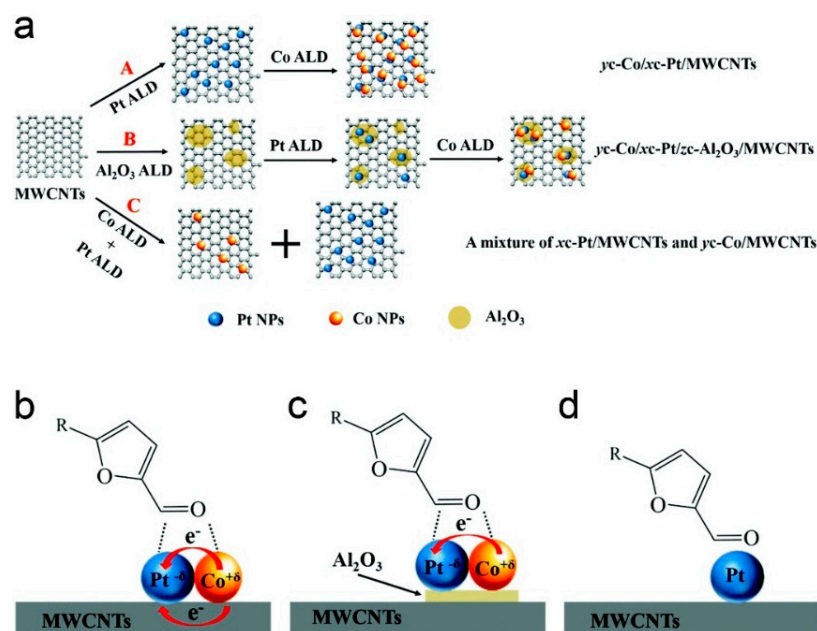 a
A
Pt ALD
Co ALD
yc-Co/xc-Pt/MWCNTs
MWCNTs
B
Al₂O₃ ALD
Pt ALD
Co ALD
yc-Co/xc-Pt/zc-Al₂O₃/MWCNTs
C
Co ALD
+
Pt ALD
+
A mixture of xc-Pt/MWCNTs and yc-Co/MWCNTs
Pt NPs
Co NPs
Al₂O₃
b
R
O
O
e⁻
Pt⁻δ
Co⁺δ
e⁻
MWCNTs
c
R
O
O
e⁻
Al₂O₃
Pt⁻δ
Co⁺δ
MWCNTs
d
R
O
O
Pt
MWCNTs